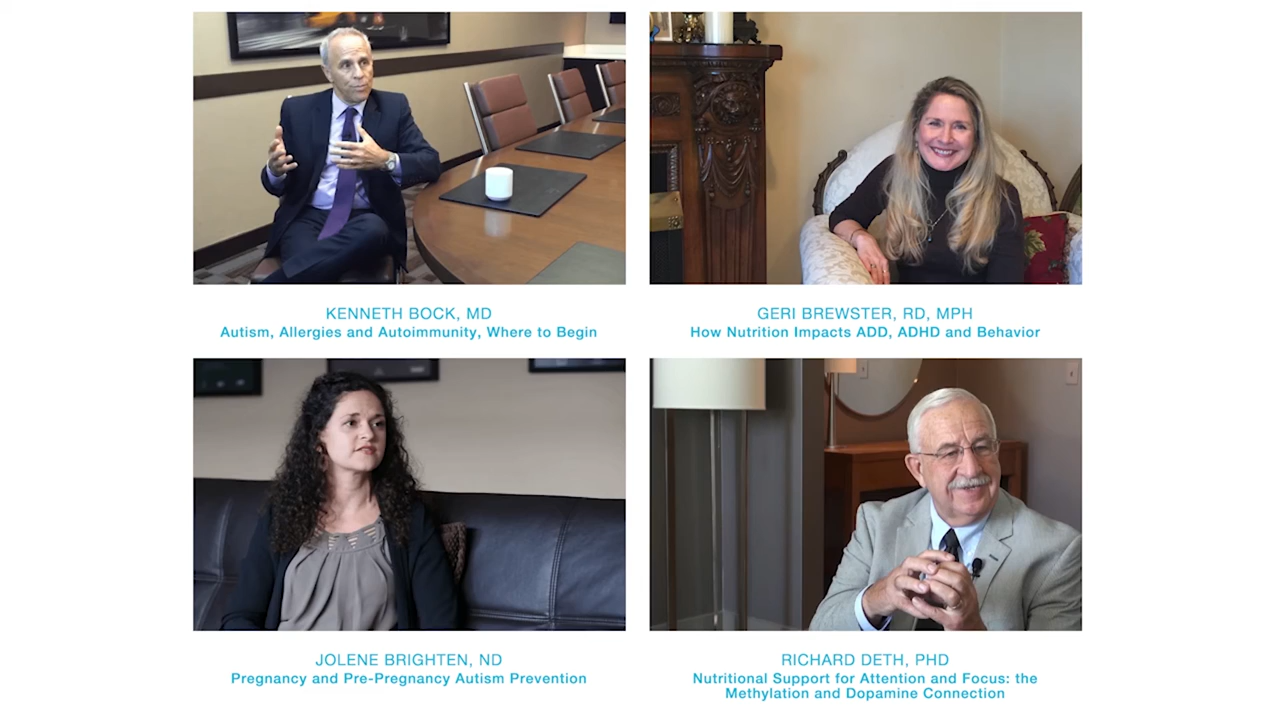 KENNETH BOCK, MD
Autism, Allergies and Autoimmunity, Where to Begin
GERI BREWSTER, RD, MPH
How Nutrition Impacts ADD, ADHD and Behavior
JOLENE BRIGHTEN, ND
Pregnancy and Pre-Pregnancy Autism Prevention
RICHARD DETH, PHD
Nutritional Support for Attention and Focus: the
Methylation and Dopamine Connection